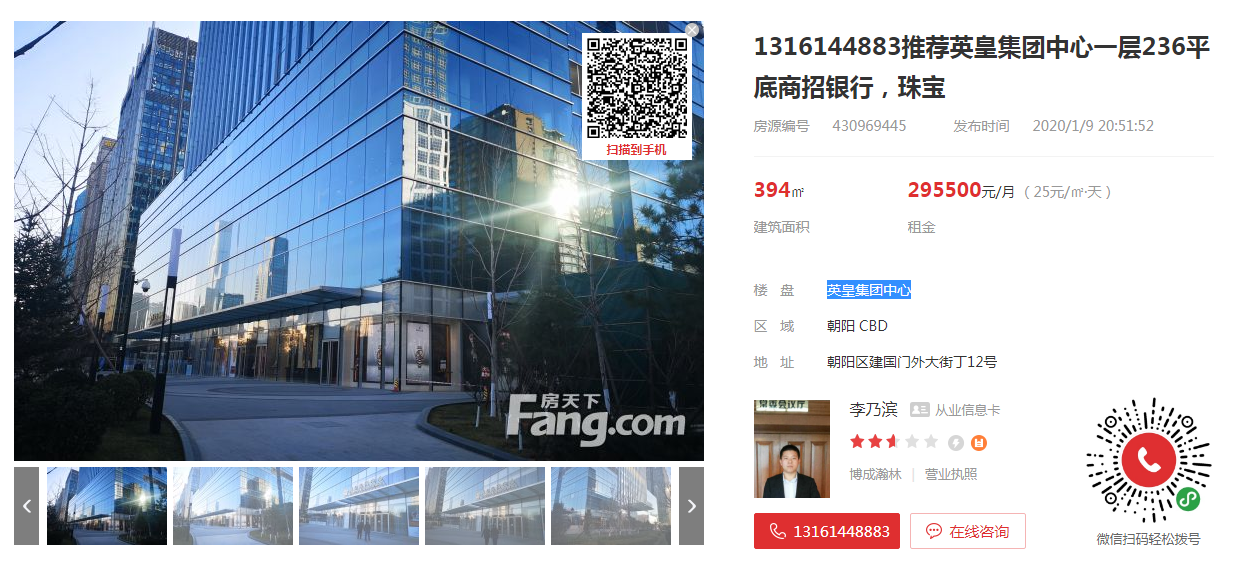 扫描到手机
房天下
Fang.com
1316144883推荐英皇集团中心一层236平
底商招银行，珠宝
房源编号 430969445 发布时间 2020/1/9 20:51:52
394㎡ 295500元/月 ( 25元/㎡·天 )
建筑面积 租金
楼 盘 英皇集团中心
区 域 朝阳 CBD
地 址 朝阳区建国门外大街丁12号
李乃滨 从业信息卡
博成瀚林 | 营业执照
13161448883 在线咨询
微信扫码轻松拨号